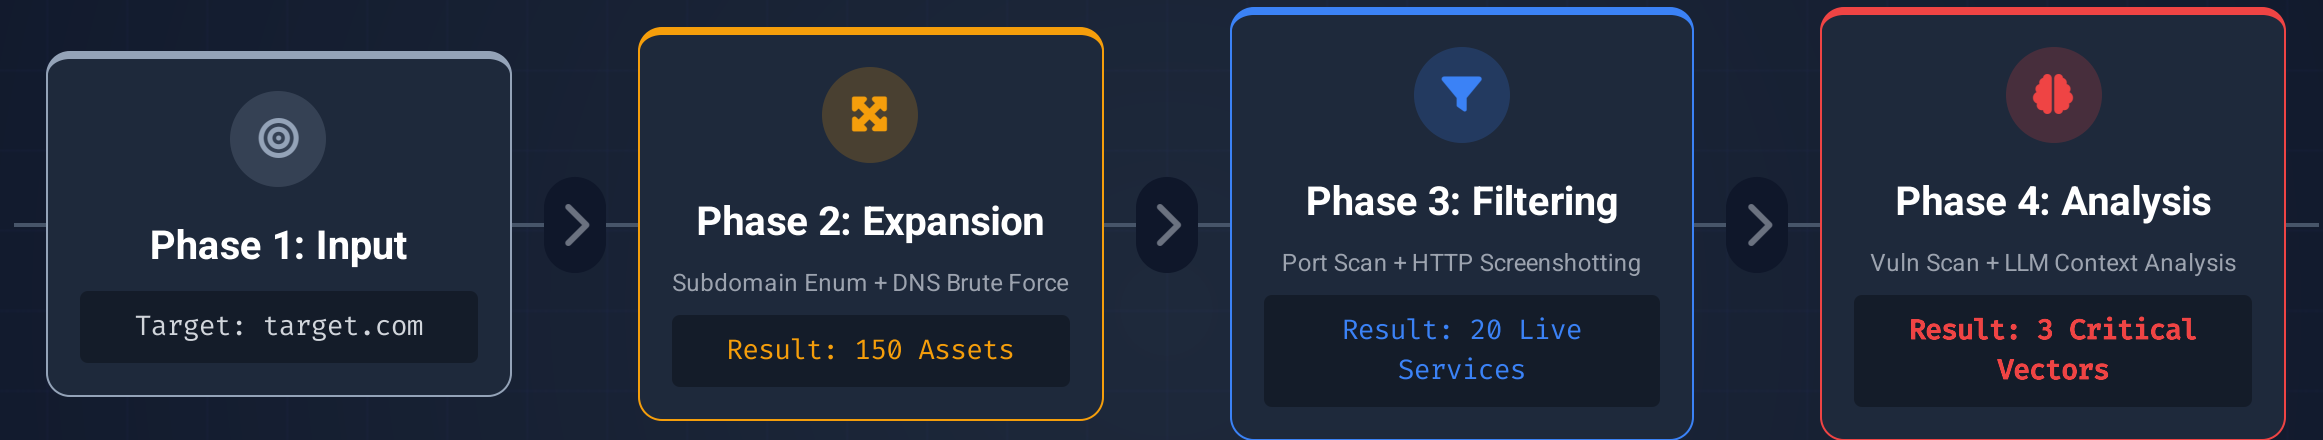 Phase 1: Input
Target: target.com
Phase 2: Expansion
Subdomain Enum + DNS Brute Force
Result: 150 Assets
Phase 3: Filtering
Port Scan + HTTP Screenshotting
Result: 20 Live
Services
Phase 4: Analysis
Vuln Scan + LLM Context Analysis
Result: 3 Critical
Vectors